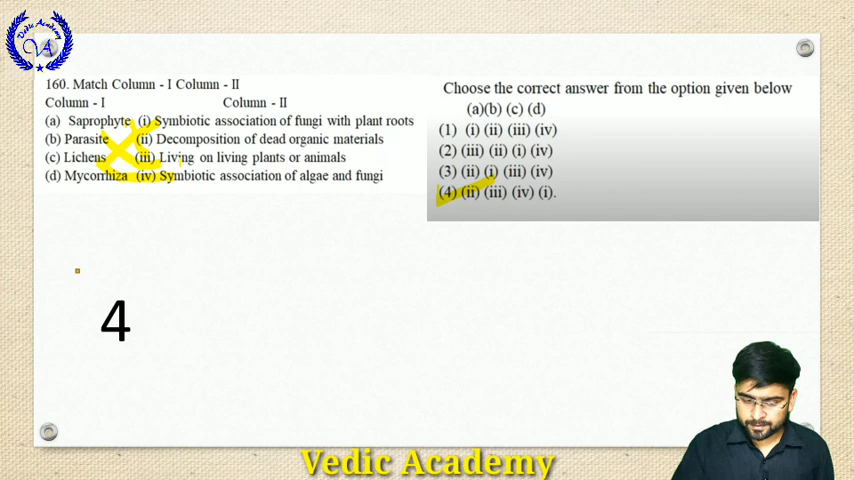 Vedic Academy
VA
160. Match Column - I Column - II
Column - I Column - II
(a) Saprophyte (i) Symbiotic association of fungi with plant roots
(b) Parasite (ii) Decomposition of dead organic materials
(c) Lichens (iii) Living on living plants or animals
(d) Mycorrhiza (iv) Symbiotic association of algae and fungi
Choose the correct answer from the option given below
(a)(b) (c) (d)
(1) (i) (ii) (iii) (iv)
(2) (iii) (ii) (i) (iv)
(3) (ii) (i) (iii) (iv)
(4) (ii) (iii) (iv) (i).
4
Vedic Academy